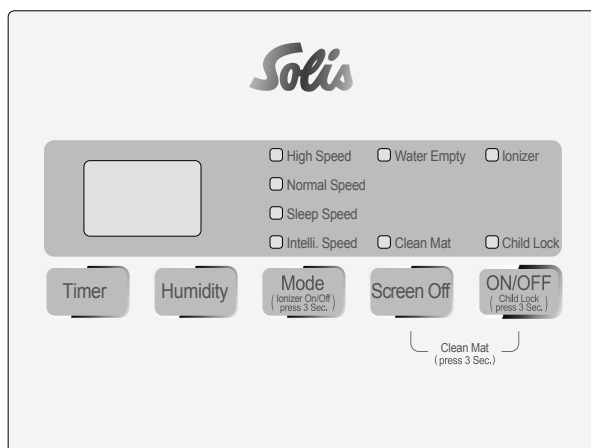 Solis
High Speed Water Empty Ionizer
Normal Speed
Sleep Speed
Intelli. Speed Clean Mat Child Lock
Timer Humidity Mode Screen Off ON/OFF
( Ionizer On/Off ) ( Child Lock )
press 3 Sec. press 3 Sec.
Clean Mat
(press 3 Sec.)